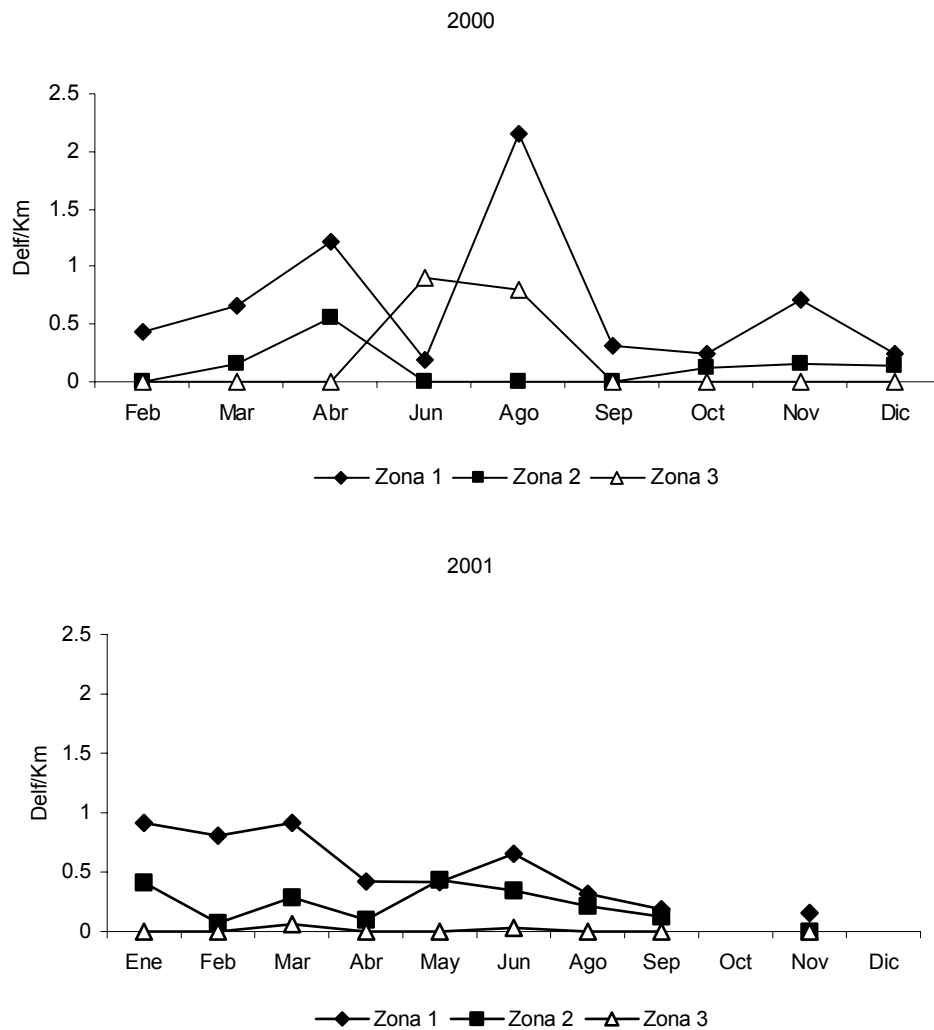 2000
Delf/Km
2.5
2
1.5
1
0.5
0
Feb Mar Abr Jun Ago Sep Oct Nov Dic
Zona 1 Zona 2 Zona 3
2001
Delf/Km
2.5
2
1.5
1
0.5
0
Ene Feb Mar Abr May Jun Ago Sep Oct Nov Dic
Zona 1 Zona 2 Zona 3